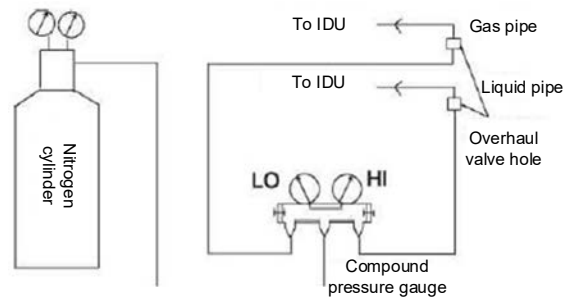 To IDU
Gas pipe
To IDU
Liquid pipe
Overhaul
valve hole
Nitrogen
cylinder
LO
HI
Compound
pressure gauge